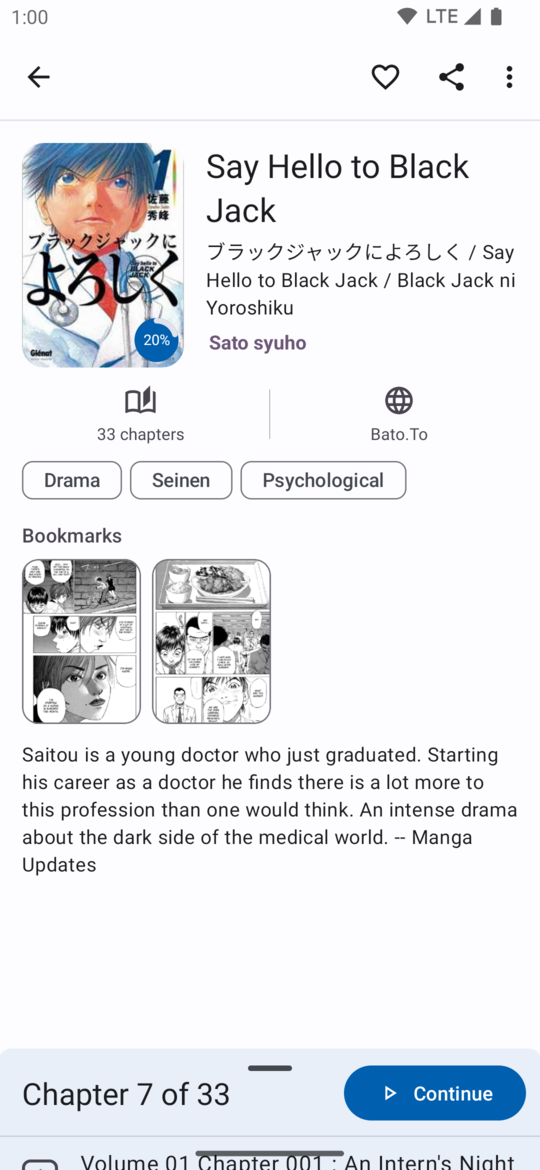 1:00
LTE
1
佐藤
秀峰
ブラックジャックに
よろしく
Say Hello to
BLACK
JACK
Glénat
20%
Say Hello to Black
Jack
ブラックジャックによろしく / Say
Hello to Black Jack / Black Jack ni
Yoroshiku
Sato syuho
33 chapters
Bato.To
Drama
Seinen
Psychological
Bookmarks
Saitou is a young doctor who just graduated. Starting
his career as a doctor he finds there is a lot more to
this profession than one would think. An intense drama
about the dark side of the medical world. -- Manga
Updates
Chapter 7 of 33
Continue
Volume 01 Chapter 001 : An Intern's Night